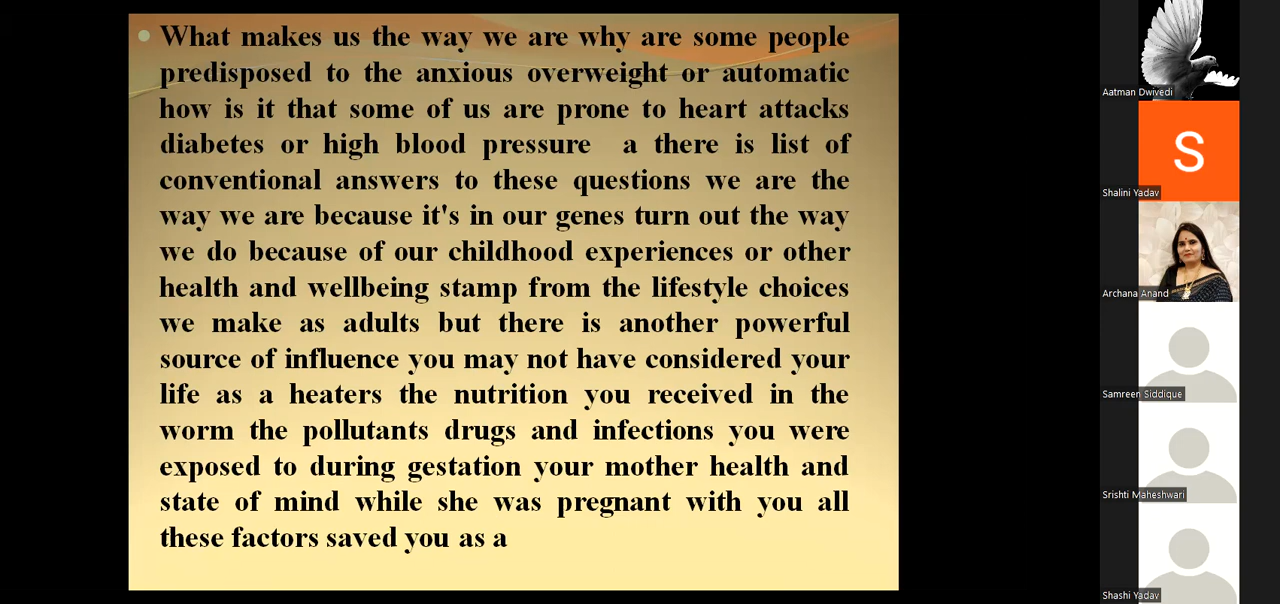 What makes us the way we are why are some people
predisposed to the anxious overweight or automatic
how is it that some of us are prone to heart attacks
diabetes or high blood pressure a there is list of
conventional answers to these questions we are the
way we are because it's in our genes turn out the way
we do because of our childhood experiences or other
health and wellbeing stamp from the lifestyle choices
we make as adults but there is another powerful
source of influence you may not have considered your
life as a heaters the nutrition you received in the
worm the pollutants drugs and infections you were
exposed to during gestation your mother health and
state of mind while she was pregnant with you all
these factors saved you as a
Aatman Dwivedi
S
Shalini Yadav
Archana Anand
Samreen Siddique
Srishti Maheshwari
Shashi Yadav